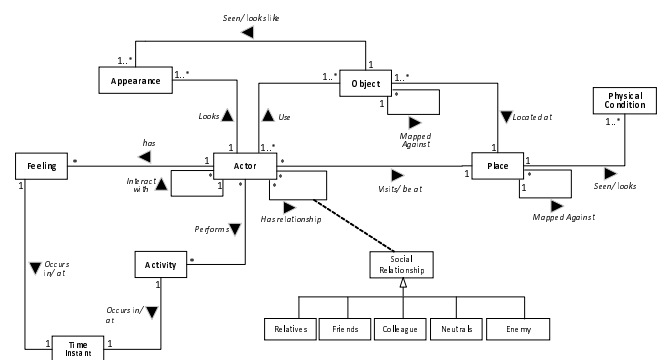 Seen/ looks like
1..*
1
Appearance
1..*
1..*
Object
1..*
1
*
Physical
Condition
Looks
Use
Mapped
Against
Located at
1..*
has
1
1..*
1
Feeling
*
1
Actor
*
1
Place
1
1
Interact
with
*
1
*
*
*
Visits/ be at
1
*
Seen/ looks
Has relationship
Mapped Against
Performs
Occurs
in/ at
Activity
*
1
Social
Relationship
Occurs in/
at
Relatives
Friends
Colleague
Neutrals
Enemy
1
Time
Instant
1